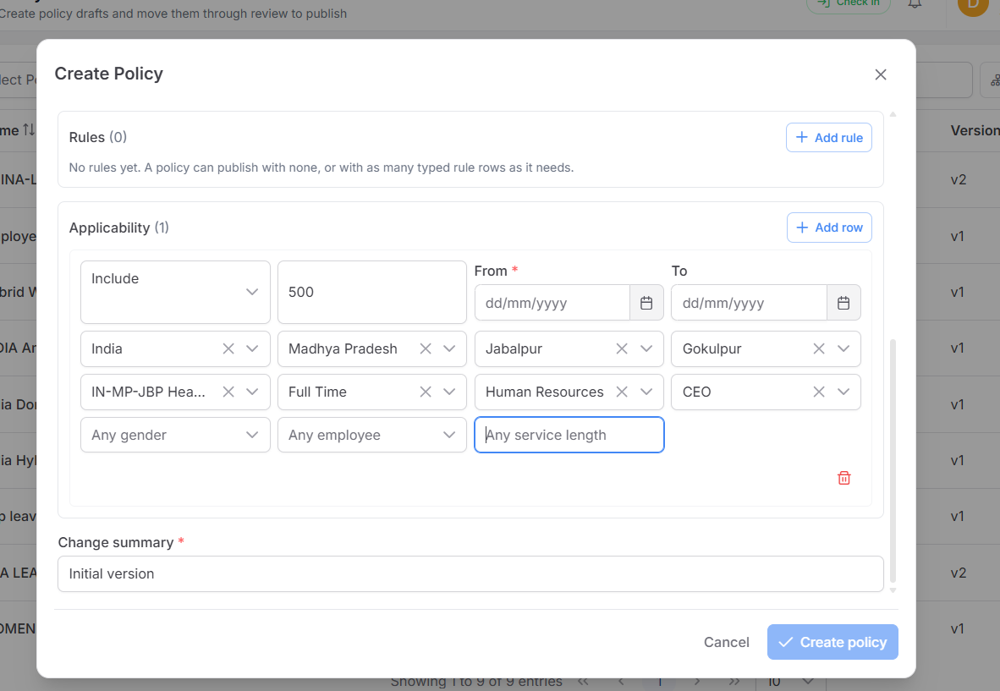 Create policy drafts and move them through review to publish
Check in
D
Create Policy
lect Po
Rules (0)
Add rule
No rules yet. A policy can publish with none, or with as many typed rule rows as it needs.
me
Version
INA-L
v2
Applicability (1)
Add row
ploye
v1
Include
500
From *
To
dd/mm/yyyy
dd/mm/yyyy
brid W
v1
India
Madhya Pradesh
Jabalpur
Gokulpur
DIA An
v1
IN-MP-JBP Hea...
Full Time
Human Resources
CEO
ia Dor
v1
Any gender
Any employee
Any service length
ia Hyl
v1
p leav
v1
Change summary *
Initial version
A LEA
v2
OMEN
v1
Cancel
Create policy
Showing 1 to 9 of 9 entries
1
10